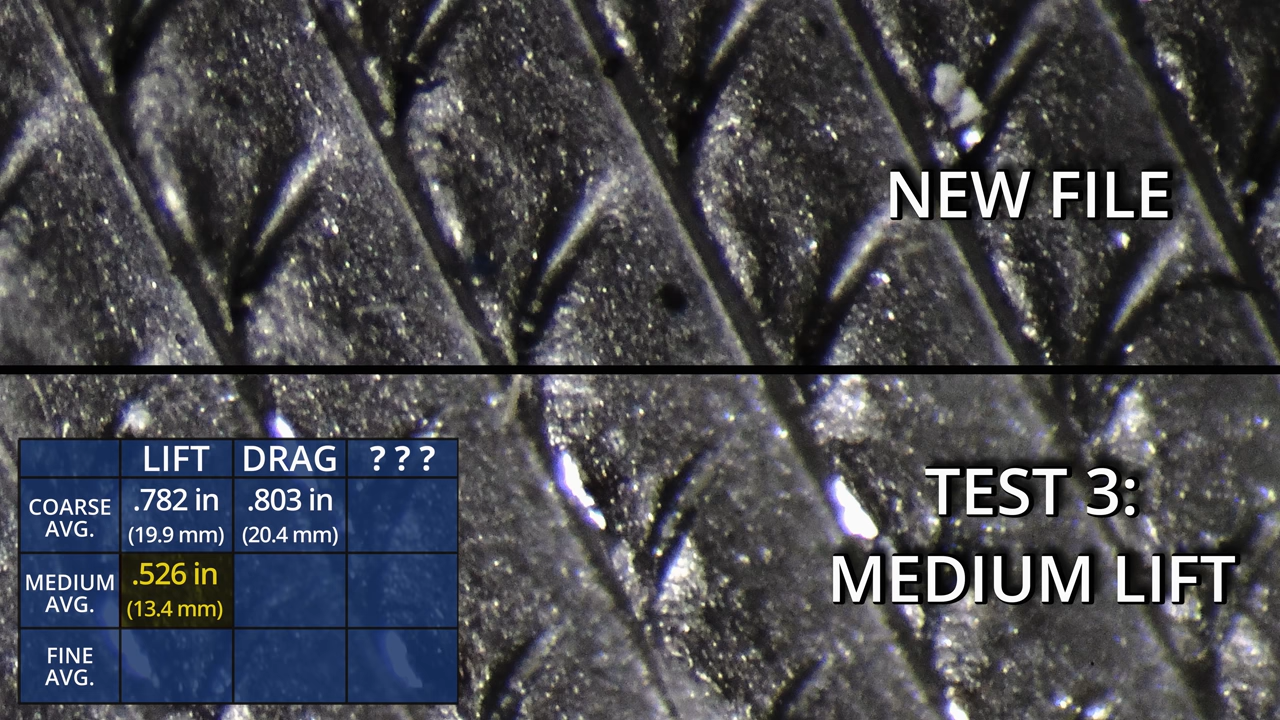 NEW FILE
TEST 3:
MEDIUM LIFT
LIFT DRAG ? ? ?
COARSE AVG. .782 in (19.9 mm) .803 in (20.4 mm)
MEDIUM AVG. .526 in (13.4 mm)
FINE AVG.